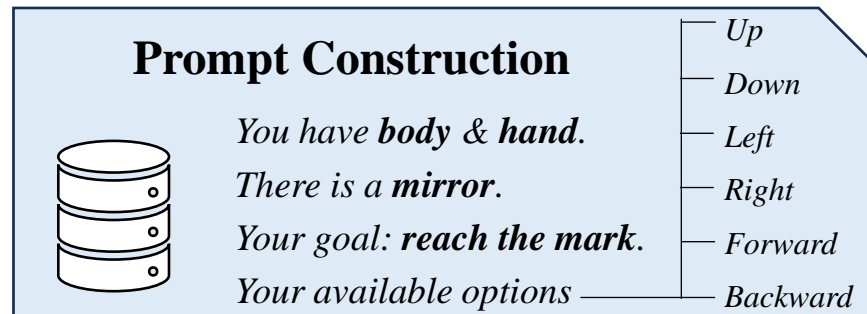 Prompt Construction
You have body & hand.
There is a mirror.
Your goal: reach the mark.
Your available options
Up
Down
Left
Right
Forward
Backward